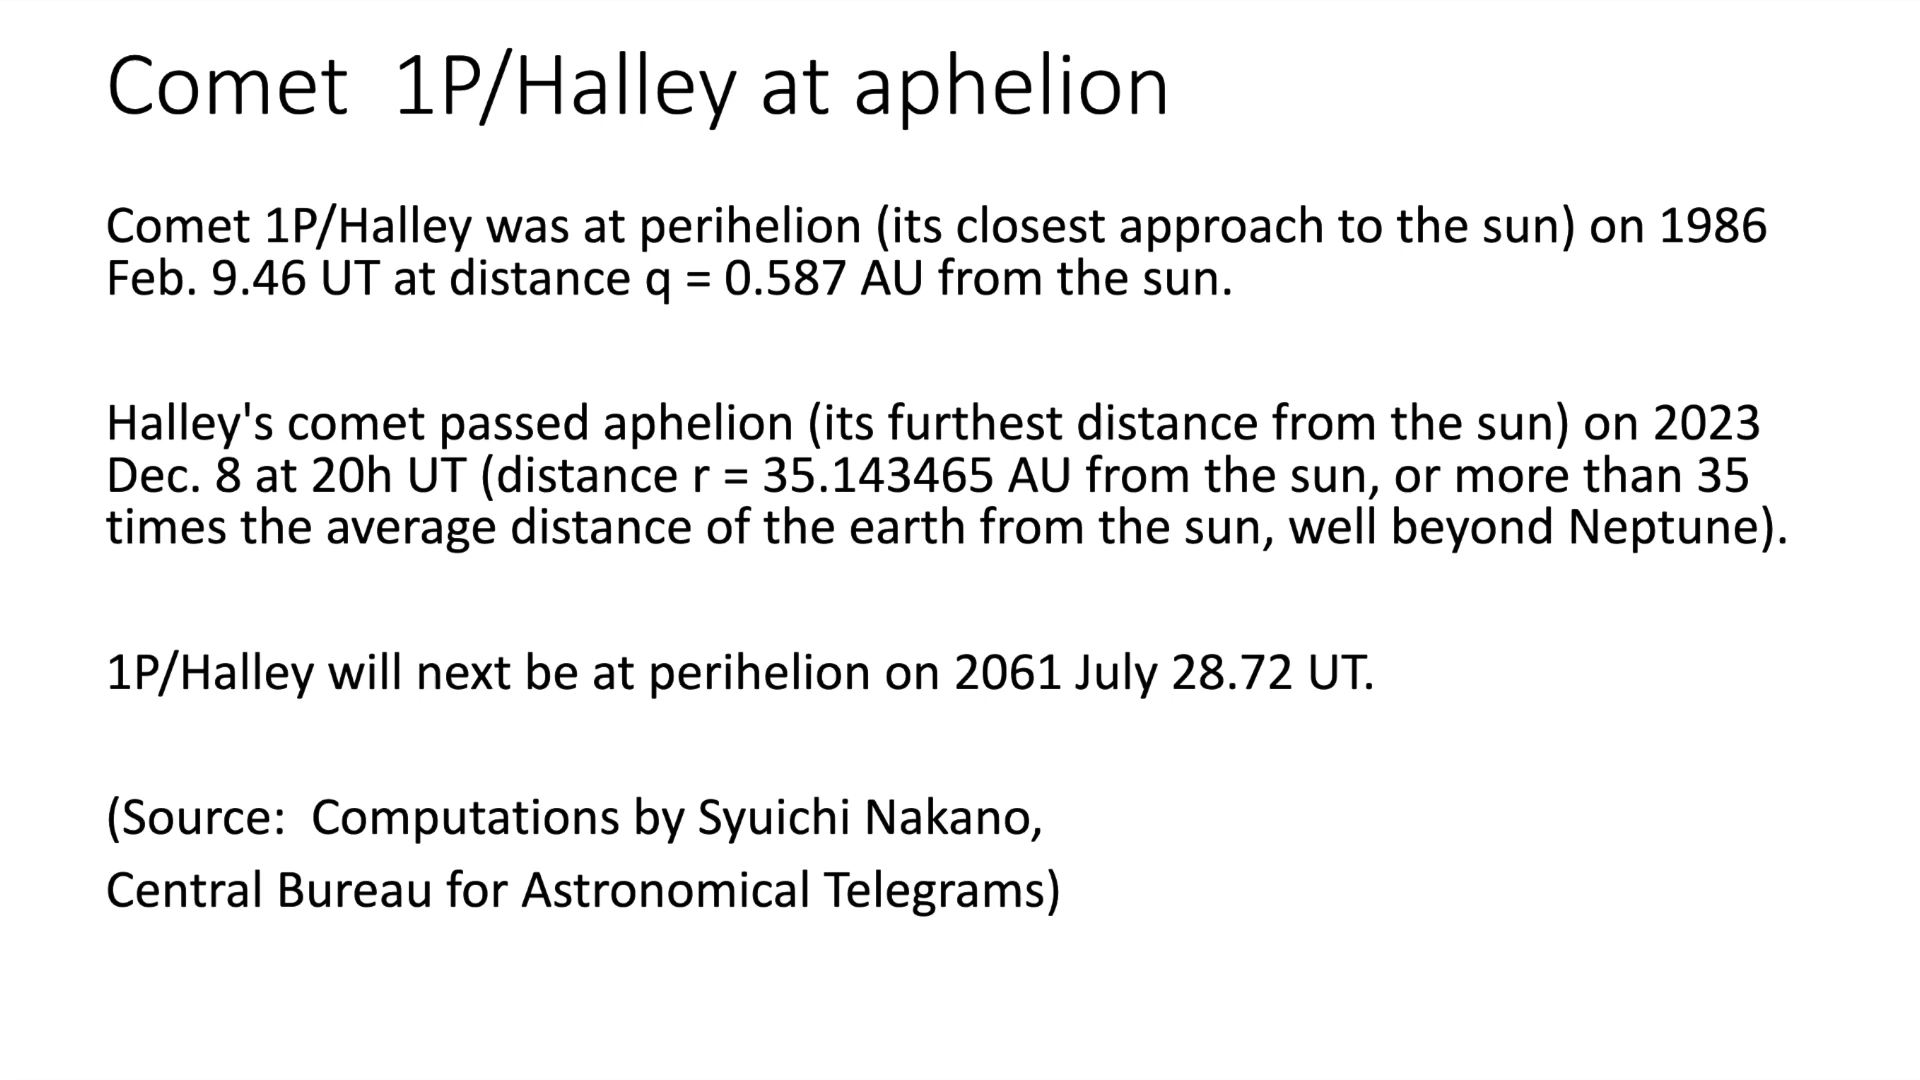 Comet  1P/Halley at aphelion
Comet 1P/Halley was at perihelion (its closest approach to the sun) on 1986
Feb. 9.46 UT at distance q = 0.587 AU from the sun.
Halley's comet passed aphelion (its furthest distance from the sun) on 2023
Dec. 8 at 20h UT (distance r = 35.143465 AU from the sun, or more than 35
times the average distance of the earth from the sun, well beyond Neptune).
1P/Halley will next be at perihelion on 2061 July 28.72 UT.
(Source:  Computations by Syuichi Nakano,
Central Bureau for Astronomical Telegrams)